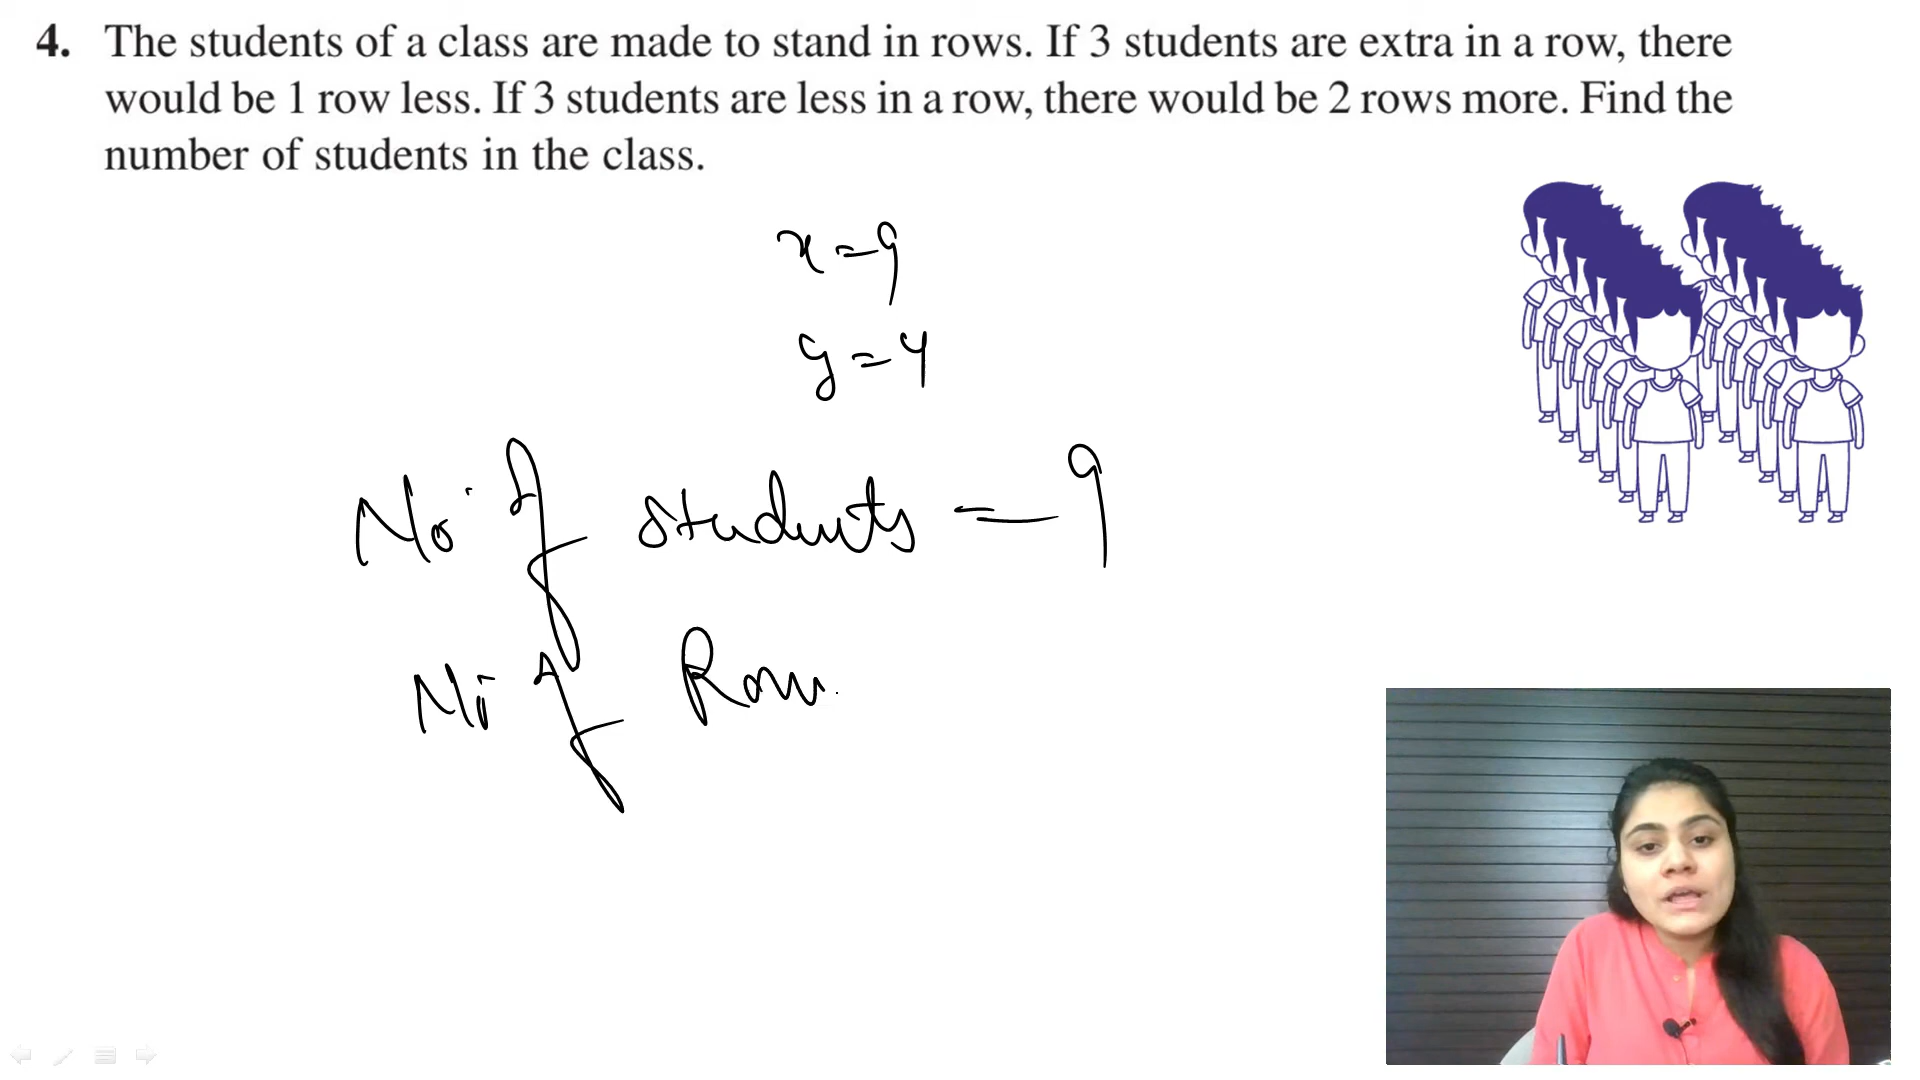 4. The students of a class are made to stand in rows. If 3 students are extra in a row, there
would be 1 row less. If 3 students are less in a row, there would be 2 rows more. Find the
number of students in the class.
x = 9
y = 4
No. of students = 9
No of Row